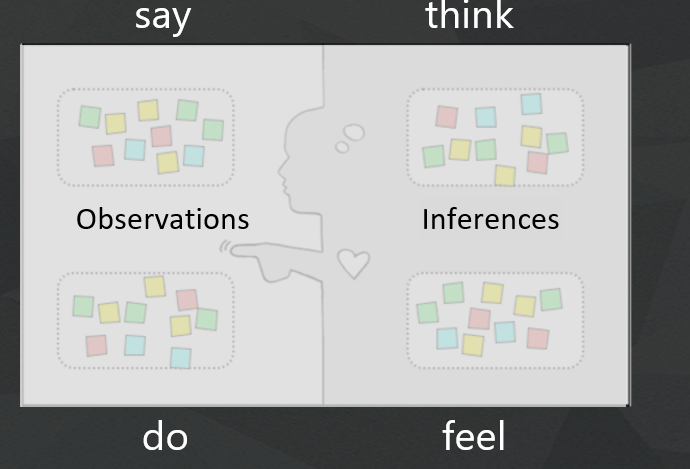 say
think
Observations
Inferences
do
feel